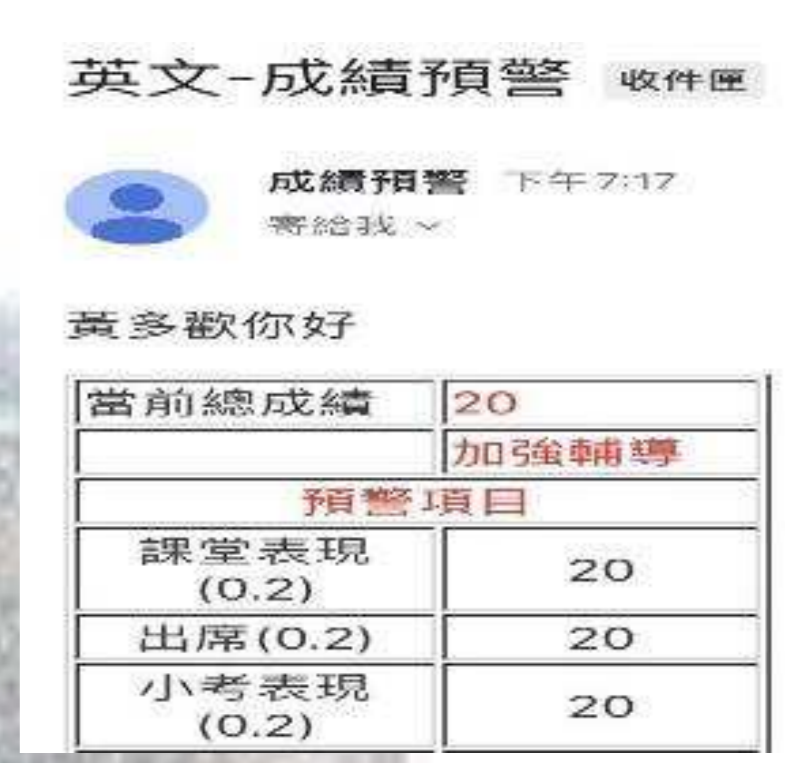 英文-成績預警 收件匣
成績預警 下午7:17
寄給我
黃多歡你好
當前總成績 20
加強輔導
預警項目
課堂表現
(0.2) 20
出席(0.2) 20
小考表現
(0.2) 20